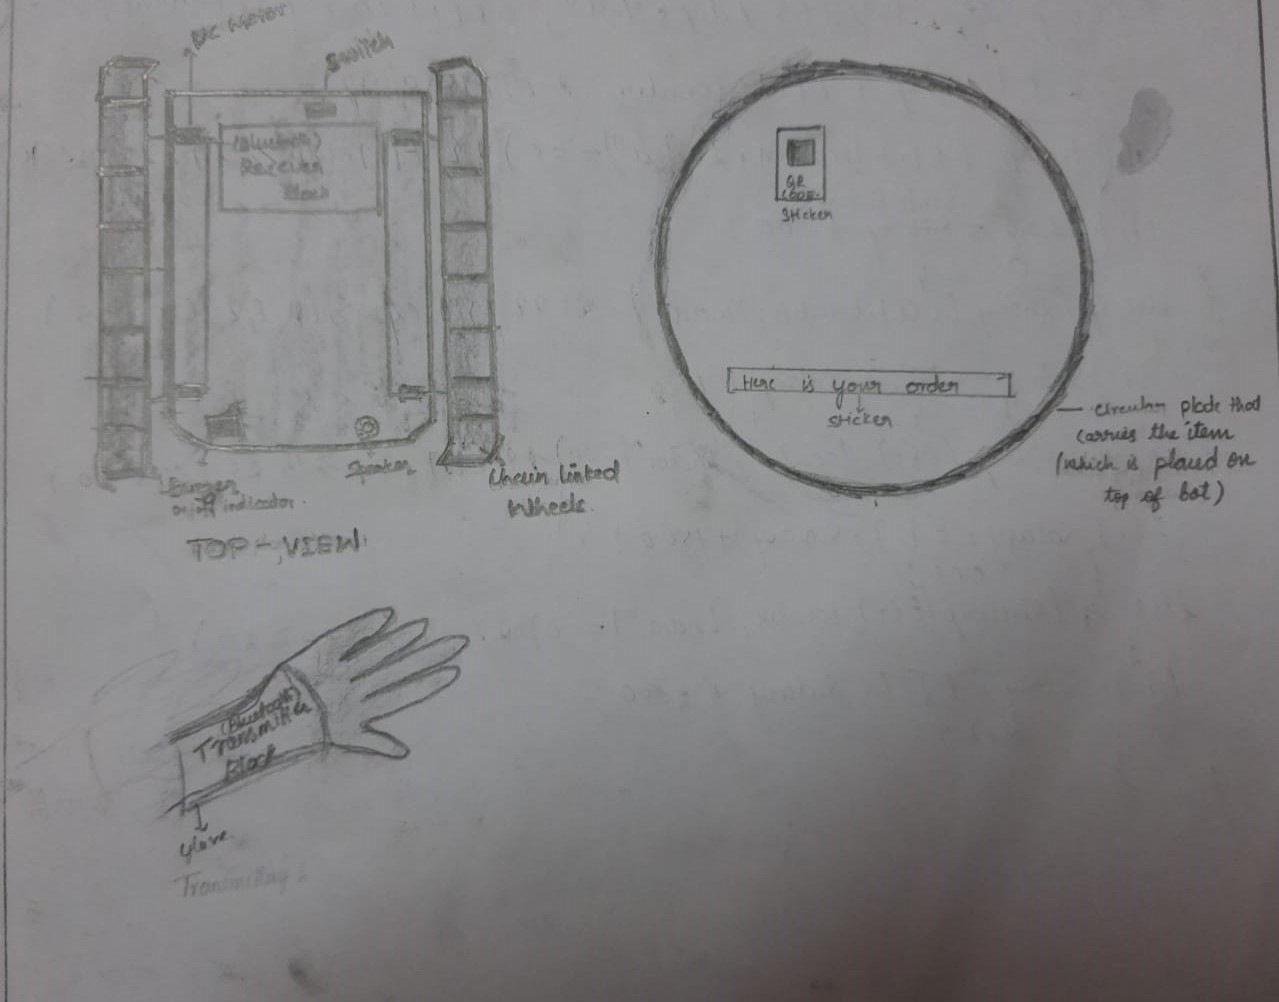 DC Motor
Switch
(Bluetooth)
Receiver
Block
QR
CODE
Sticker
Here is your order
sticker
circular plate that
carries the item
(which is placed on
top of bot)
Speaker
Chain linked
Wheels.
on/off indicator.
TOP-VIEW
(Bluetooth)
Transmitter
Block
Glove